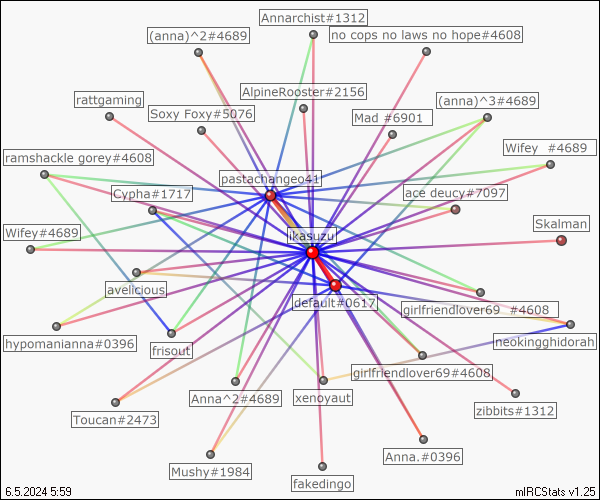 Annarchist#1312
(anna)^2#4689
no cops no laws no hope#4608
AlpineRooster#2156
rattgaming
(anna)^3#4689
Soxy Foxy#5076
Mad #6901
Wifey #4689
ramshackle gorey#4608
pastachangeo41
Cypha#1717
ace deucy#7097
Skalman
Wifey#4689
ikasuzu
avelicious
default#0617
girlfriendlover69 #4608
hypomanianna#0396
frisout
neokingghidorah
girlfriendlover69#4608
Anna^2#4689
xenoyaut
zibbits#1312
Toucan#2473
Anna.#0396
Mushy#1984
fakedingo
6.5.2024 5:59
mIRCStats v1.25